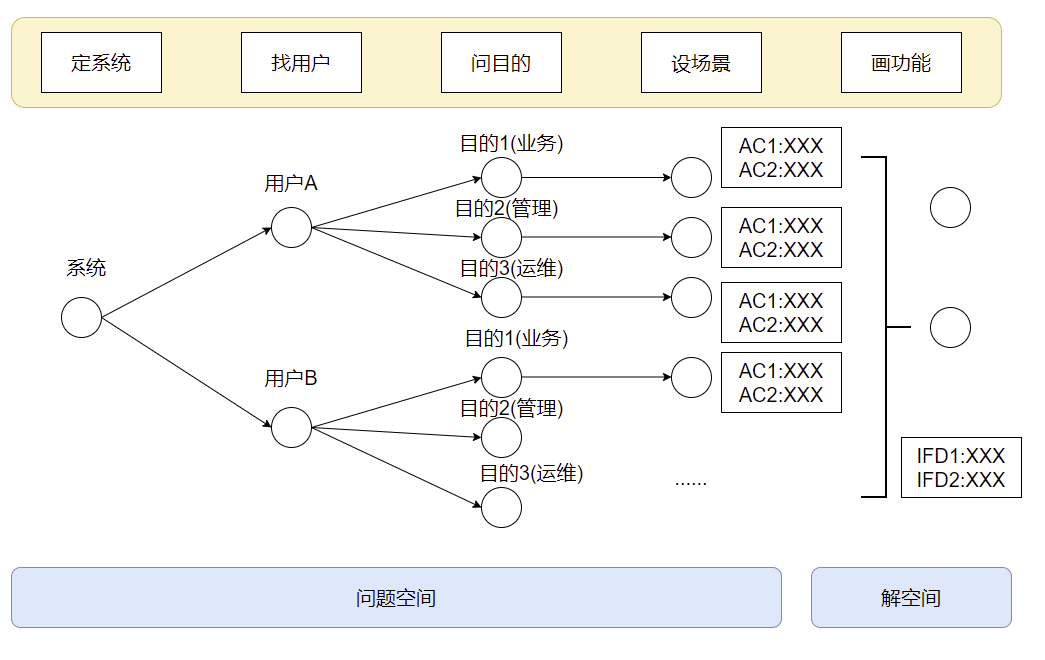 定系统
找用户
问目的
设场景
画功能
目的1(业务)
AC1:XXX
AC2:XXX
用户A
目的2(管理)
AC1:XXX
AC2:XXX
系统
目的3(运维)
AC1:XXX
AC2:XXX
目的1(业务)
AC1:XXX
AC2:XXX
用户B
目的2(管理)
目的3(运维)
......
IFD1:XXX
IFD2:XXX
问题空间
解空间